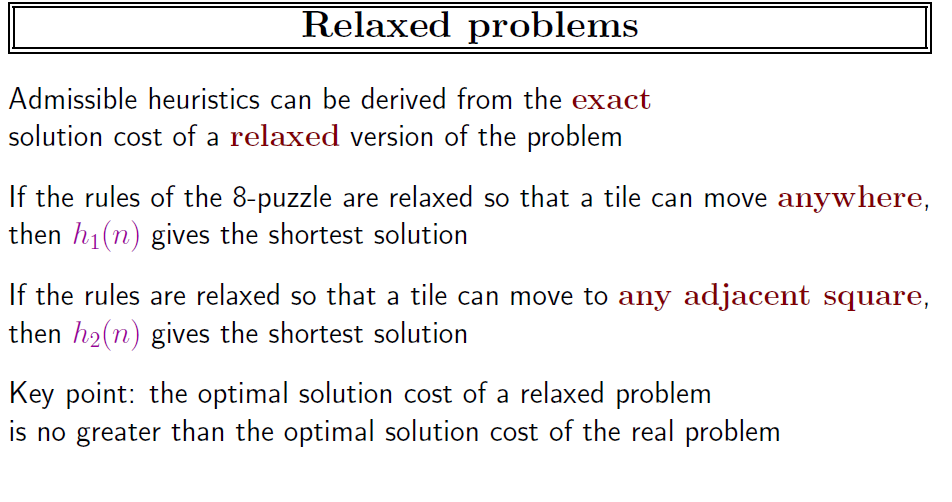 Relaxed problems
Admissible heuristics can be derived from the exact
solution cost of a relaxed version of the problem
If the rules of the 8-puzzle are relaxed so that a tile can move anywhere,
then h₁(n) gives the shortest solution
If the rules are relaxed so that a tile can move to any adjacent square,
then h₂(n) gives the shortest solution
Key point: the optimal solution cost of a relaxed problem
is no greater than the optimal solution cost of the real problem